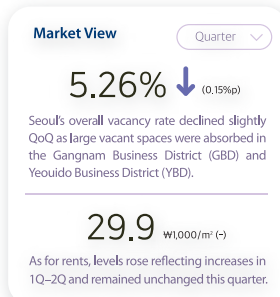 Market View
Quarter
5.26% ↓ (0.15%p)
Seoul's overall vacancy rate declined slightly
QoQ as large vacant spaces were absorbed in
the Gangnam Business District (GBD) and
Yeouido Business District (YBD).
29.9 ₩1,000/m² (-)
As for rents, levels rose reflecting increases in
1Q–2Q and remained unchanged this quarter.